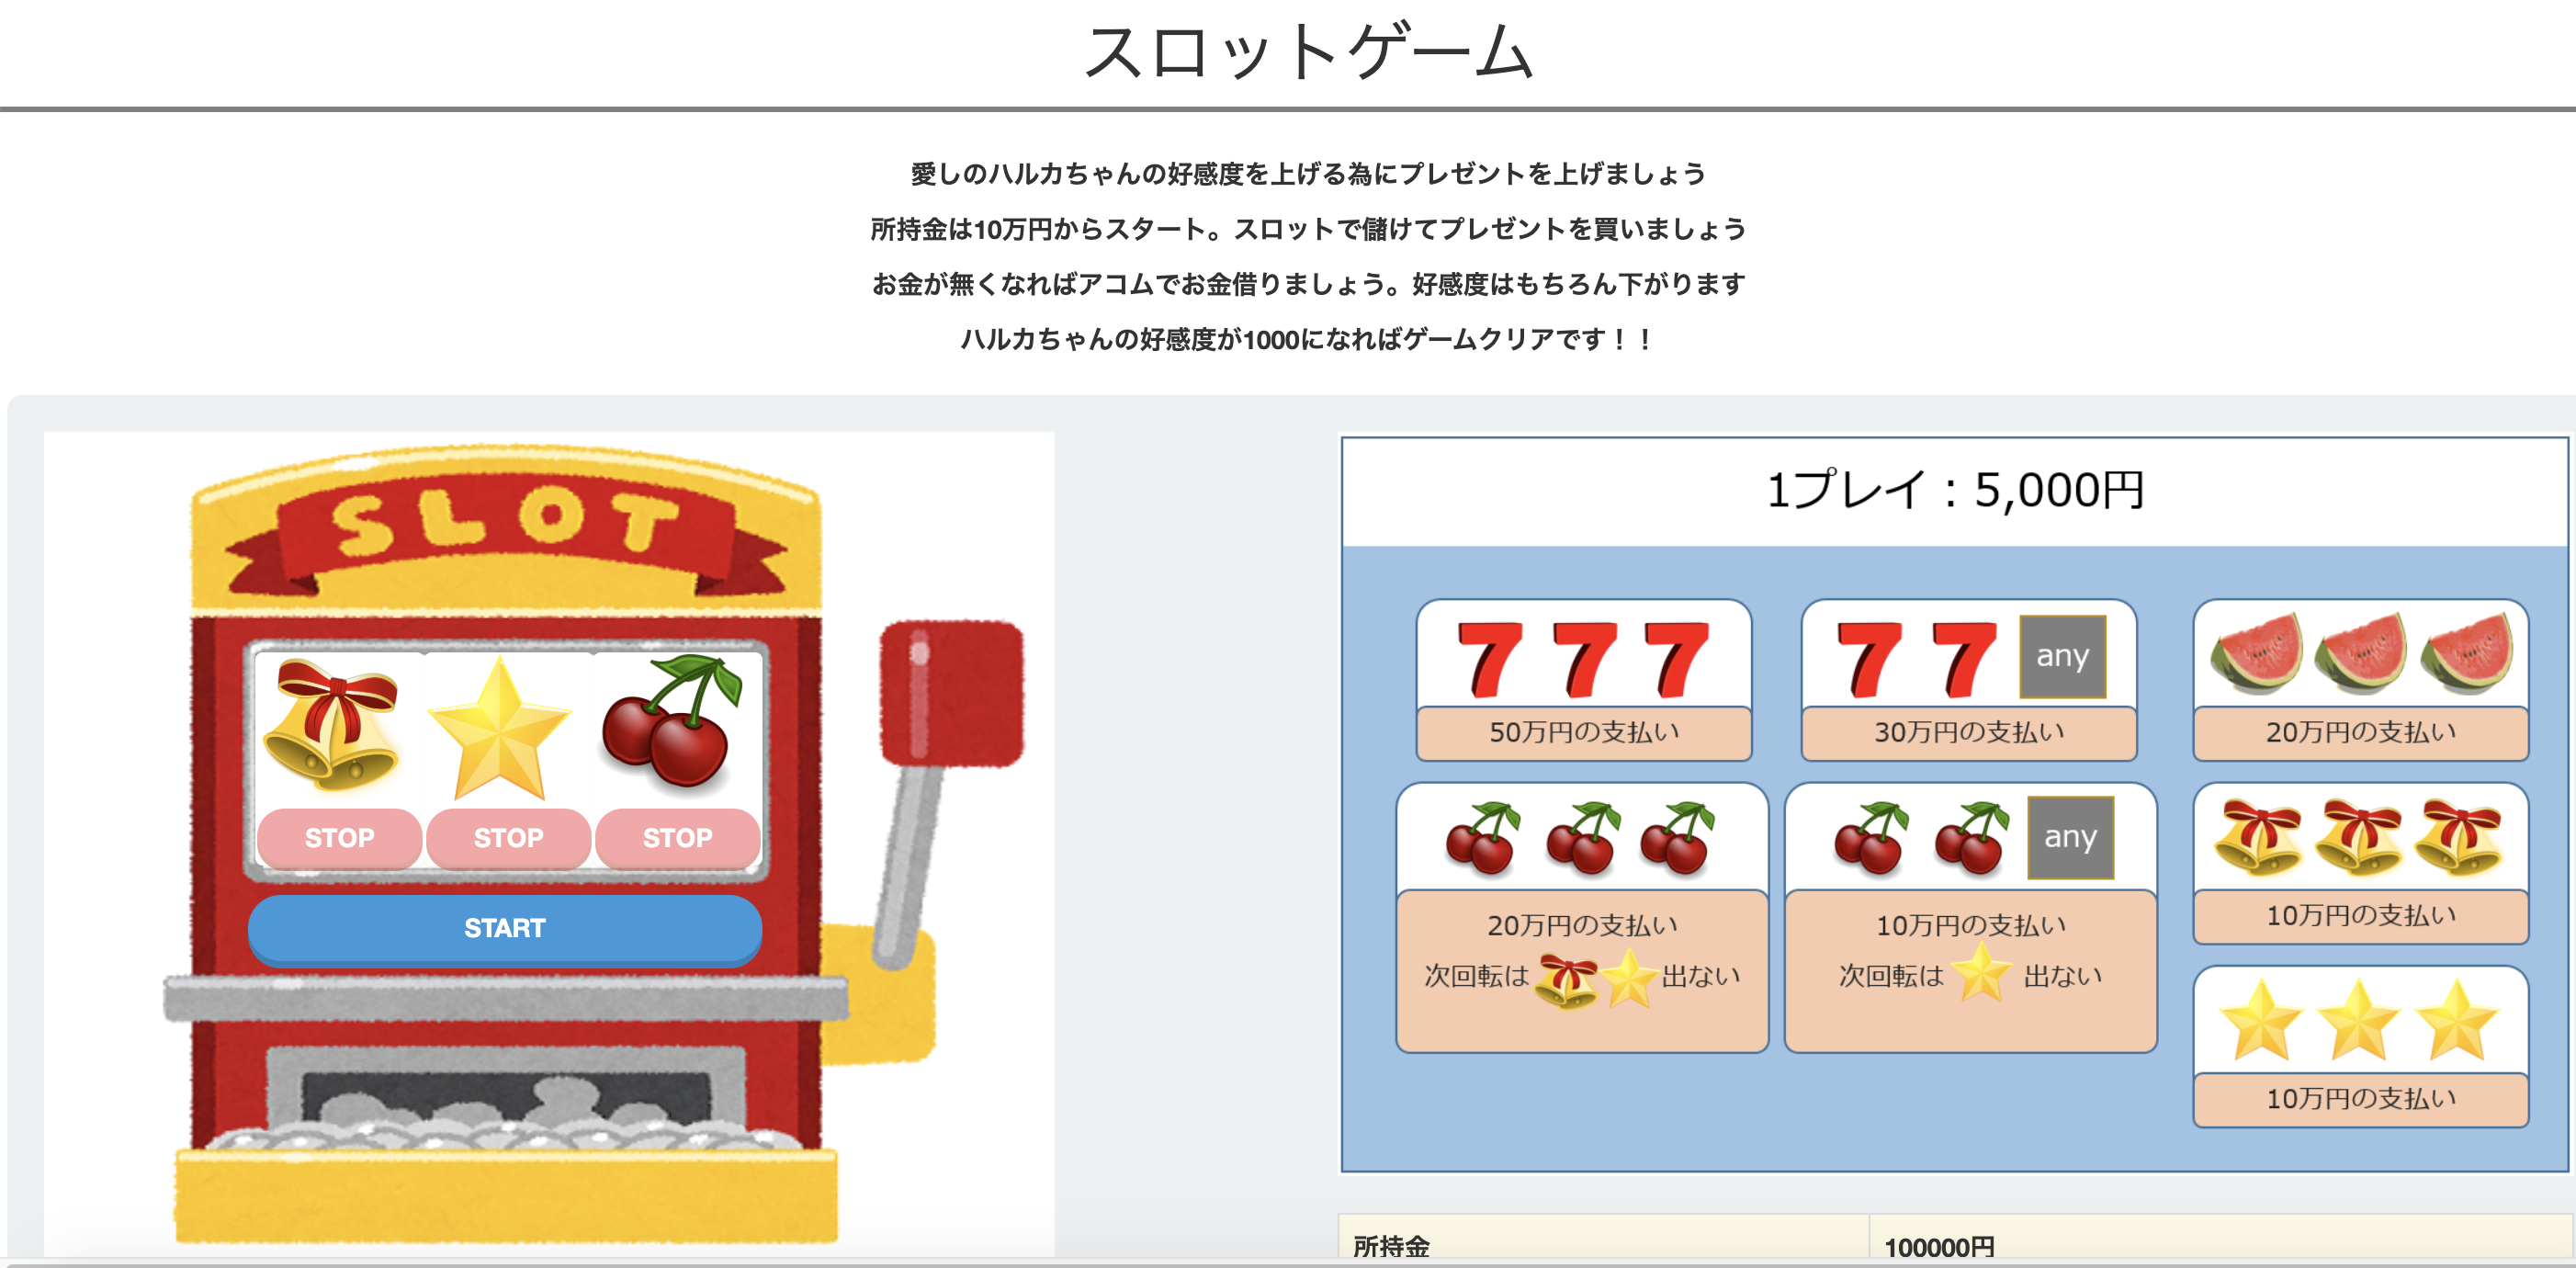 スロットゲーム
愛しのハルカちゃんの好感度を上げる為にプレゼントを上げましょう
所持金は10万円からスタート。スロットで儲けてプレゼントを買いましょう
お金が無くなればアコムでお金借りましょう。好感度はもちろん下がります
ハルカちゃんの好感度が1000になればゲームクリアです！！
SLOT
STOP STOP STOP
START
1プレイ：5,000円
777
50万円の支払い
77 any
30万円の支払い
20万円の支払い
20万円の支払い
次回転は 出ない
any
10万円の支払い
次回転は 出ない
10万円の支払い
10万円の支払い
所持金 100000円